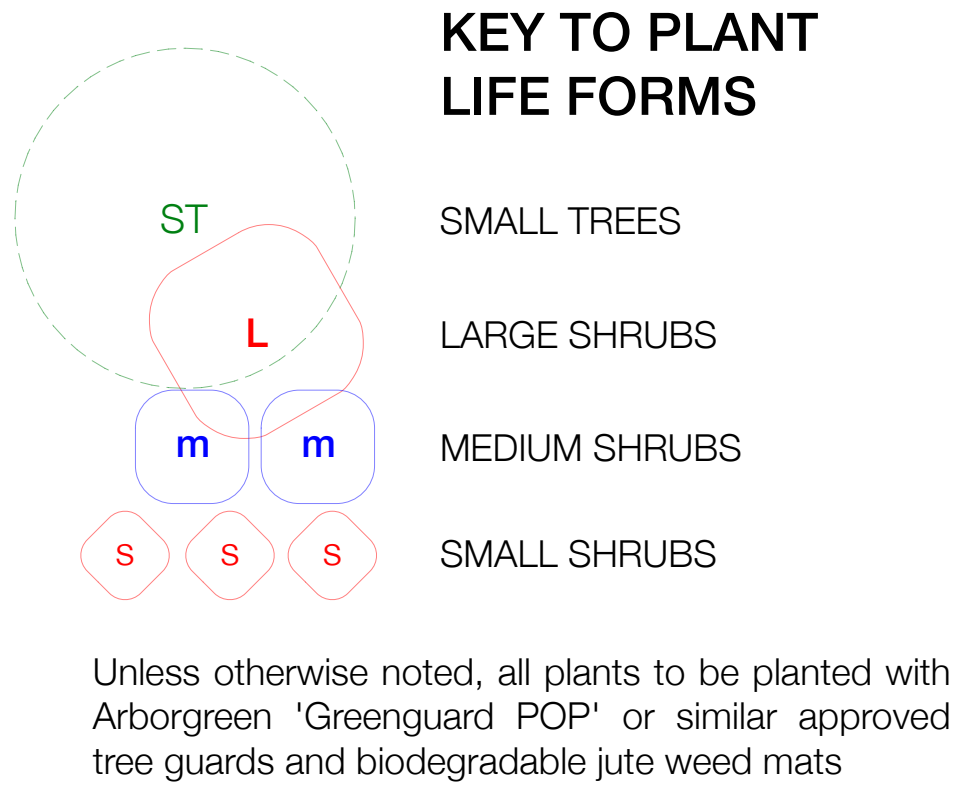 KEY TO PLANT
LIFE FORMS
ST
SMALL TREES
L
LARGE SHRUBS
m m
MEDIUM SHRUBS
S S S
SMALL SHRUBS
Unless otherwise noted, all plants to be planted with
Arborgreen 'Greenguard POP' or similar approved
tree guards and biodegradable jute weed mats